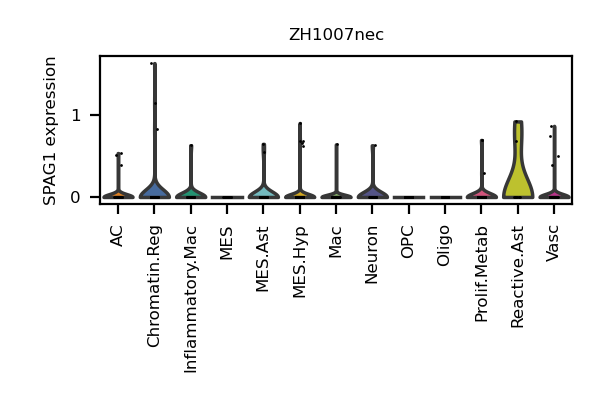 ZH1007nec
SPAG1 expression
1
0
AC
Chromatin.Reg
Inflammatory.Mac
MES
MES.Ast
MES.Hyp
Mac
Neuron
OPC
Oligo
Prolif.Metab
Reactive.Ast
Vasc